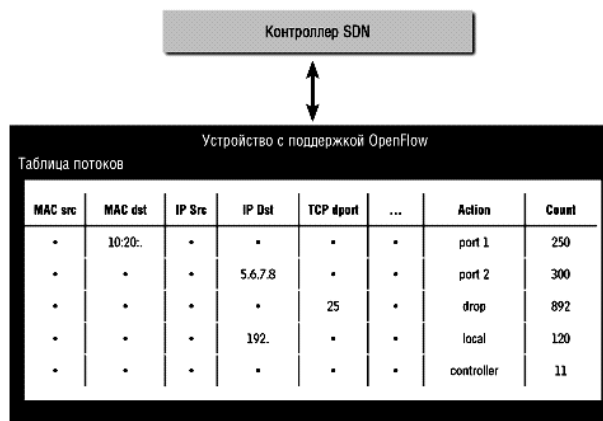 Контроллер SDN
Устройство с поддержкой OpenFlow
Таблица потоков
MAC src MAC dst IP Src IP Dst TCP dport ... Action Count
• 10:20:. • • • • port 1 250
• • • 5.6.7.8 • • port 2 300
• • • • 25 • drop 892
• • • 192. • • local 120
• • • • • • controller 11